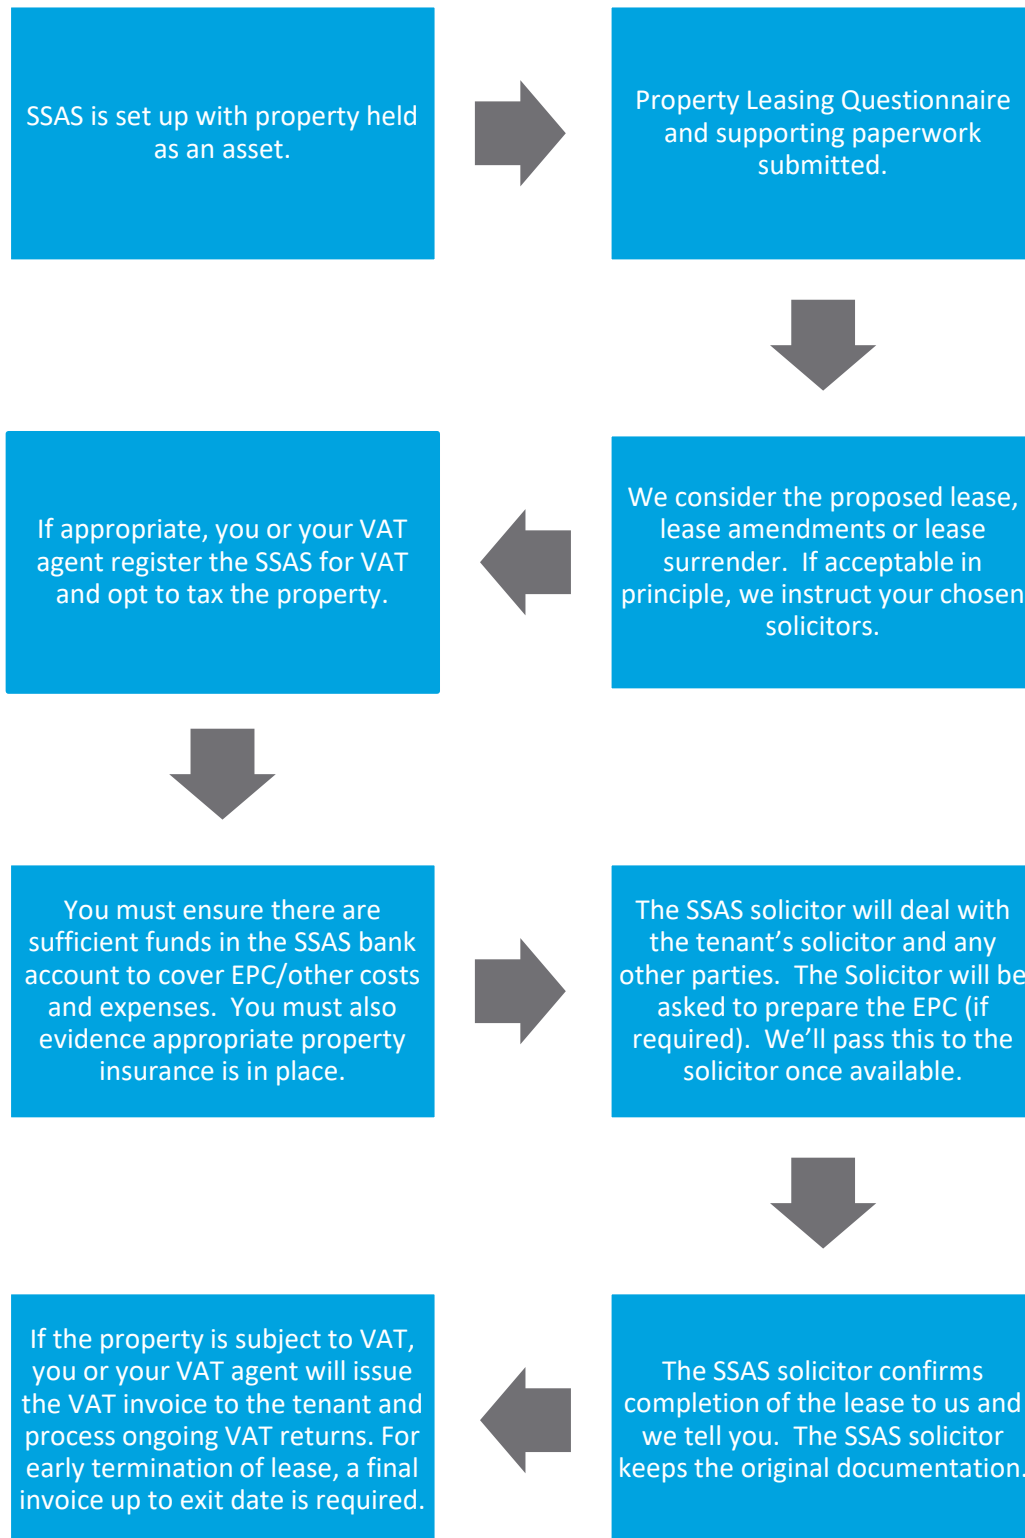 SSAS is set up with property held
as an asset.
Property Leasing Questionnaire
and supporting paperwork
submitted.
We consider the proposed lease,
lease amendments or lease
surrender.  If acceptable in
principle, we instruct your chosen
solicitors.
If appropriate, you or your VAT
agent register the SSAS for VAT
and opt to tax the property.
You must ensure there are
sufficient funds in the SSAS bank
account to cover EPC/other costs
and expenses.  You must also
evidence appropriate property
insurance is in place.
The SSAS solicitor will deal with
the tenant’s solicitor and any
other parties.  The Solicitor will be
asked to prepare the EPC (if
required).  We’ll pass this to the
solicitor once available.
The SSAS solicitor confirms
completion of the lease to us and
we tell you.  The SSAS solicitor
keeps the original documentation.
If the property is subject to VAT,
you or your VAT agent will issue
the VAT invoice to the tenant and
process ongoing VAT returns. For
early termination of lease, a final
invoice up to exit date is required.